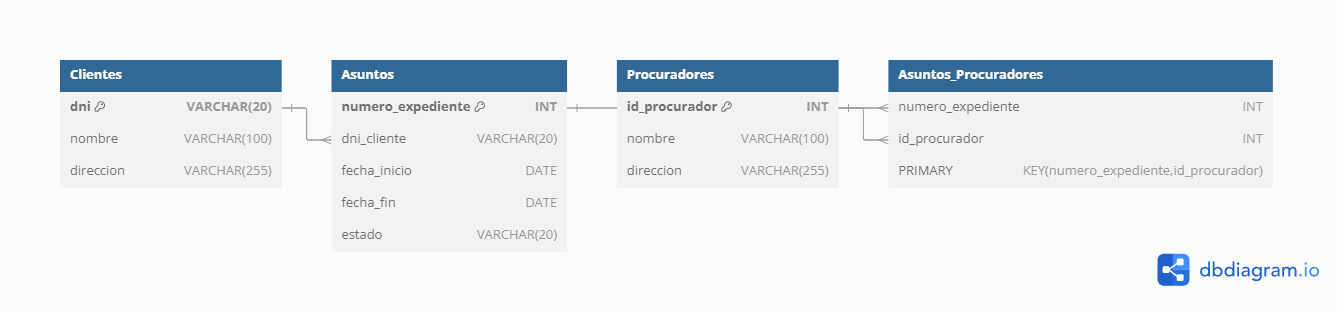 Clientes
dni VARCHAR(20)
nombre VARCHAR(100)
direccion VARCHAR(255)
Asuntos
numero_expediente INT
dni_cliente VARCHAR(20)
fecha_inicio DATE
fecha_fin DATE
estado VARCHAR(20)
Procuradores
id_procurador INT
nombre VARCHAR(100)
direccion VARCHAR(255)
Asuntos_Procuradores
numero_expediente INT
id_procurador INT
PRIMARY KEY(numero_expediente,id_procurador)
dbdiagram.io